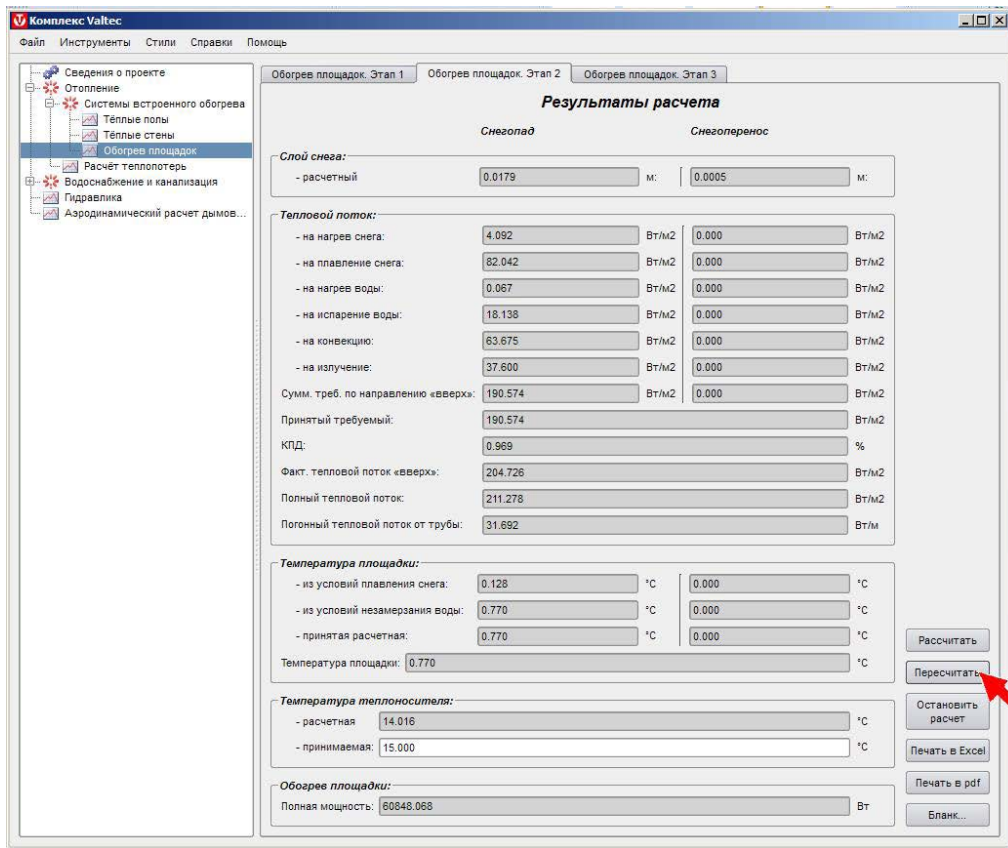 Комплекс Valtec
Файл Инструменты Стили Справки Помощь
Сведения о проекте
Отопление
Системы встроенного обогрева
Тёплые полы
Тёплые стены
Обогрев площадок
Расчёт теплопотерь
Водоснабжение и канализация
Гидравлика
Аэродинамический расчет дымов...
Обогрев площадок. Этап 1 Обогрев площадок. Этап 2 Обогрев площадок. Этап 3
Результаты расчета
Снегопад Снегоперенос
Слой снега:
- расчетный 0.0179 м: 0.0005 м:
Тепловой поток:
- на нагрев снега: 4.092 Вт/м2 0.000 Вт/м2
- на плавление снега: 82.042 Вт/м2 0.000 Вт/м2
- на нагрев воды: 0.067 Вт/м2 0.000 Вт/м2
- на испарение воды: 18.138 Вт/м2 0.000 Вт/м2
- на конвекцию: 63.675 Вт/м2 0.000 Вт/м2
- на излучение: 37.600 Вт/м2 0.000 Вт/м2
Сумм. треб. по направлению «вверх»: 190.574 Вт/м2 0.000 Вт/м2
Принятый требуемый: 190.574 Вт/м2
КПД: 0.969 %
Факт. тепловой поток «вверх»: 204.726 Вт/м2
Полный тепловой поток: 211.278 Вт/м2
Погонный тепловой поток от трубы: 31.692 Вт/м
Температура площадки:
- из условий плавления снега: 0.128 °C 0.000 °C
- из условий незамерзания воды: 0.770 °C 0.000 °C
- принятая расчетная: 0.770 °C 0.000 °C
Температура площадки: 0.770 °C
Температура теплоносителя:
- расчетная 14.016 °C
- принимаемая: 15.000 °C
Обогрев площадки:
Полная мощность: 60848.068 Вт
Рассчитать
Пересчитать
Остановить
расчет
Печать в Excel
Печать в pdf
Бланк...